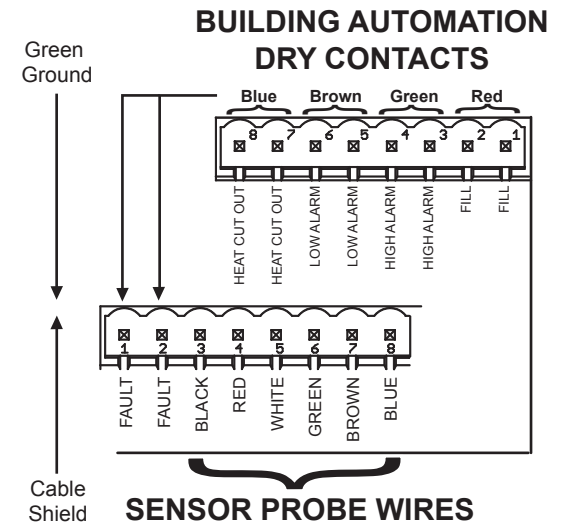 BUILDING AUTOMATION
DRY CONTACTS
Green
Ground
Blue Brown Green Red
8 7 6 5 4 3 2 1
HEAT CUT OUT
HEAT CUT OUT
LOW ALARM
LOW ALARM
HIGH ALARM
HIGH ALARM
FILL
FILL
1 2 3 4 5 6 7 8
FAULT
FAULT
BLACK
RED
WHITE
GREEN
BROWN
BLUE
Cable
Shield
SENSOR PROBE WIRES